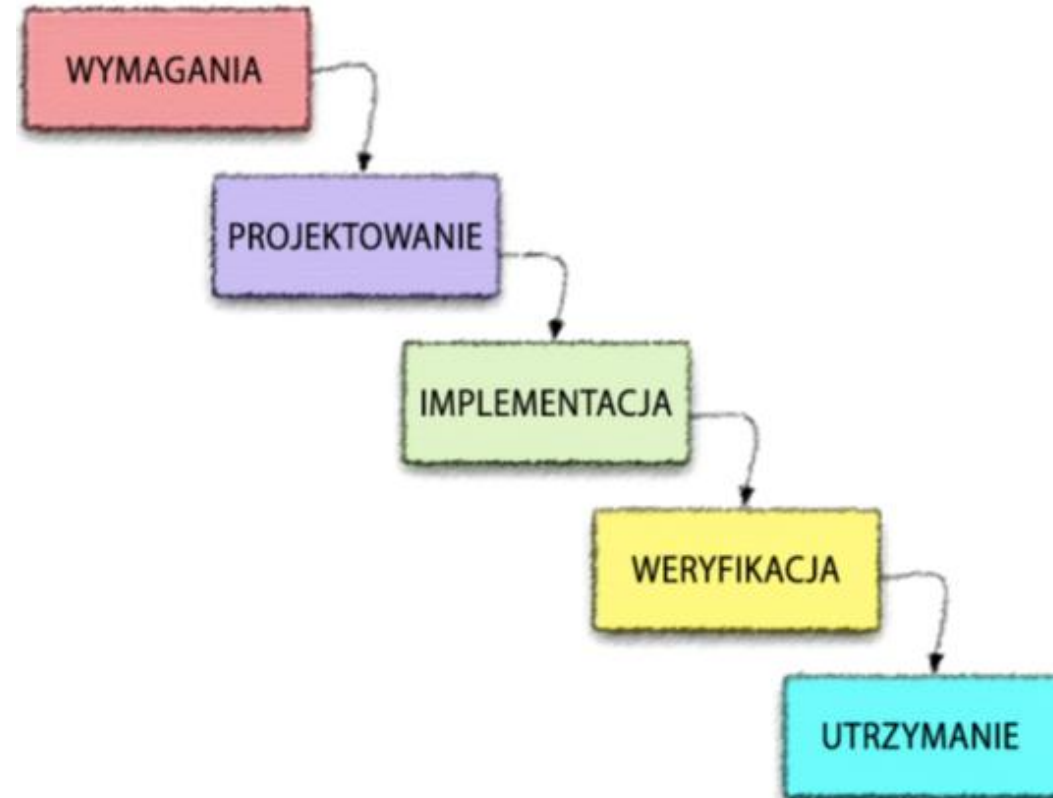 WYMAGANIA
PROJEKTOWANIE
IMPLEMENTACJA
WERYFIKACJA
UTRZYMANIE